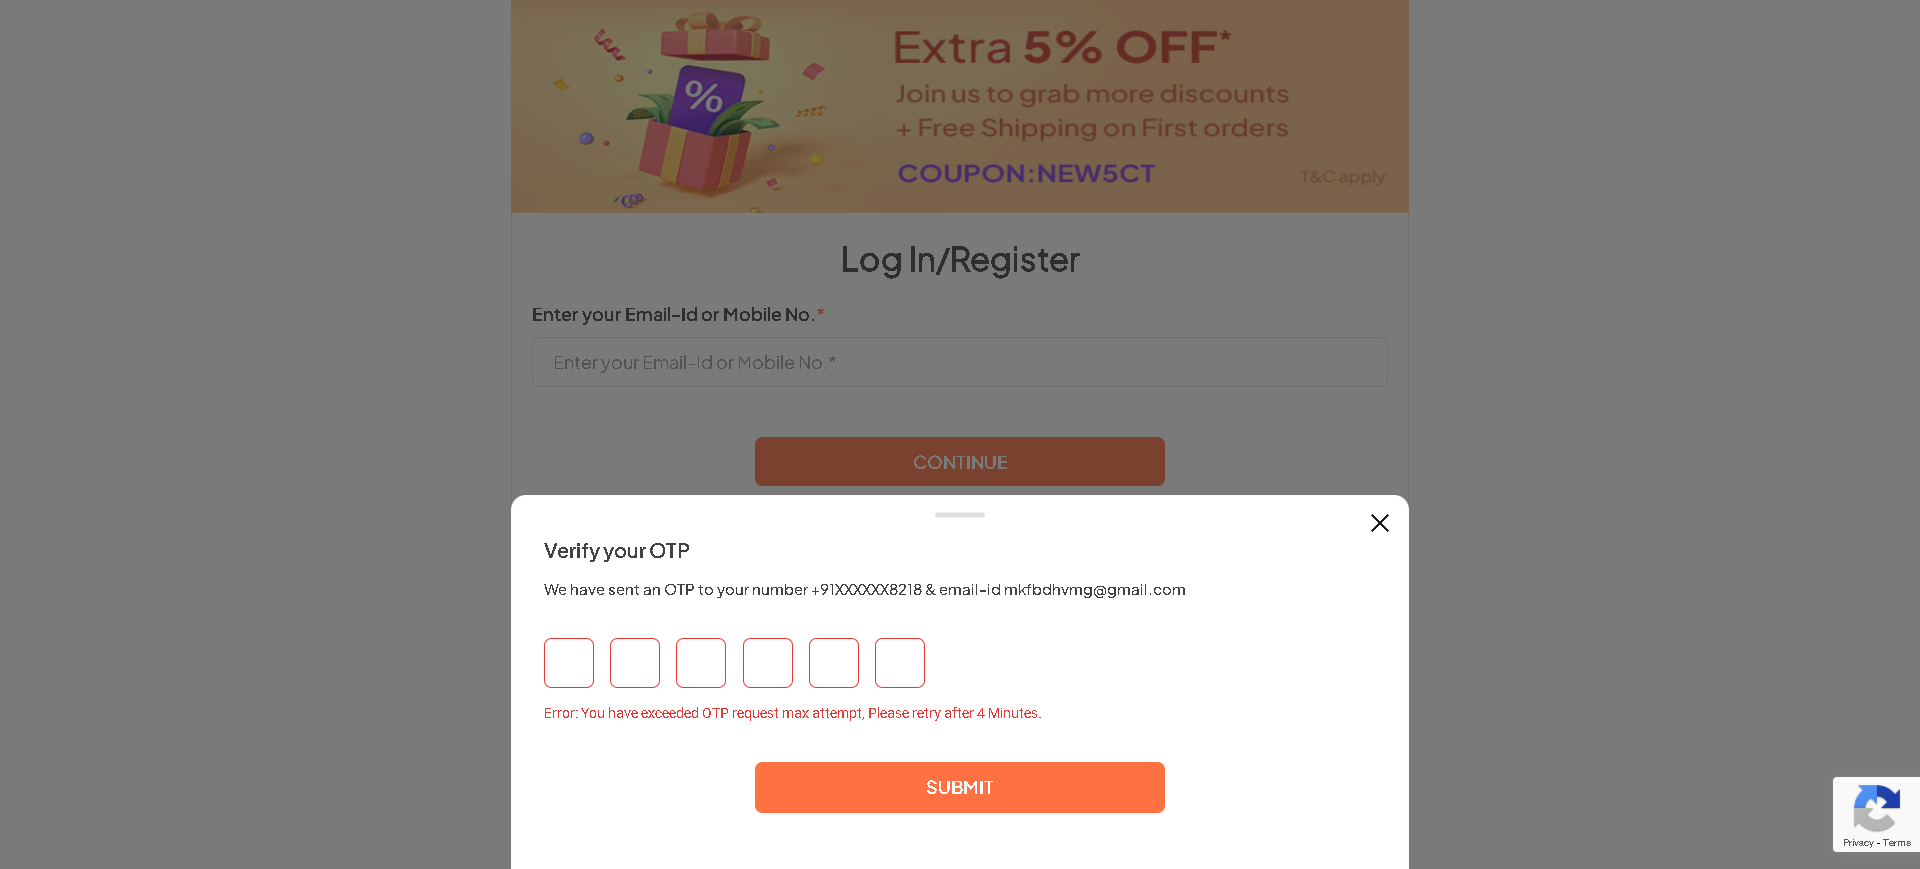 Extra 5% OFF*
Join us to grab more discounts
+ Free Shipping on First orders
COUPON:NEW5CT
T&C apply
%
Log In/Register
Enter your Email-Id or Mobile No.*
Enter your Email-Id or Mobile No.*
CONTINUE
Verify your OTP
We have sent an OTP to your number +91XXXXXX8218 & email-id mkfbdhvmg@gmail.com
Error: You have exceeded OTP request max attempt, Please retry after 4 Minutes.
SUBMIT
Privacy - Terms